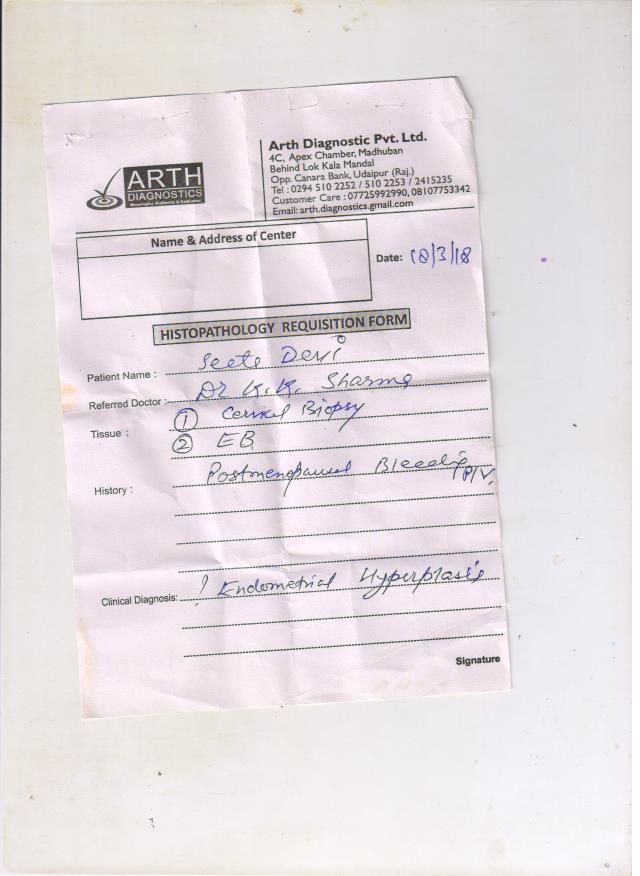 ARTH
DIAGNOSTICS
Arth Diagnostic Pvt. Ltd.
4C, Apex Chamber, Madhuban
Behind Lok Kala Mandal
Opp. Canara Bank, Udaipur (Raj.)
Tel : 0294 510 2252 / 510 2253 / 2415235
Customer Care : 07725992990, 08107753342
Email: arth.diagnostics.gmail.com
Name & Address of Center
Date: 18/3/18
HISTOPATHOLOGY REQUISITION FORM
Patient Name : Seeta Devi
Referred Doctor : Dr K.K. Sharma
Tissue : ① Cervical Biopsy
② EB
History : Postmenopausal Bleeding P/V.
Clinical Diagnosis: Endometrial Hyperplasia
Signature